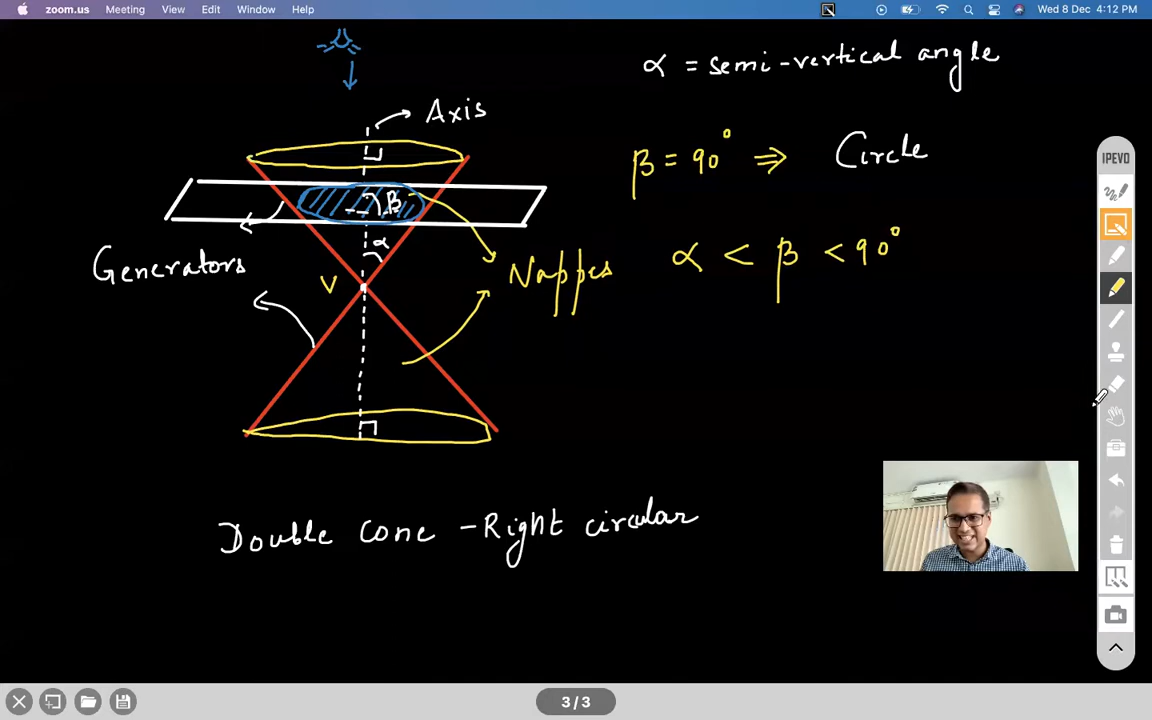 zoom.us Meeting View Edit Window Help Wed 8 Dec 4:12 PM
α = semi-vertical angle
Axis
β = 90° ⇒ Circle
β
α
Generators
V
Nappes
α < β < 90°
Double cone - Right circular
IPEVO
3/3